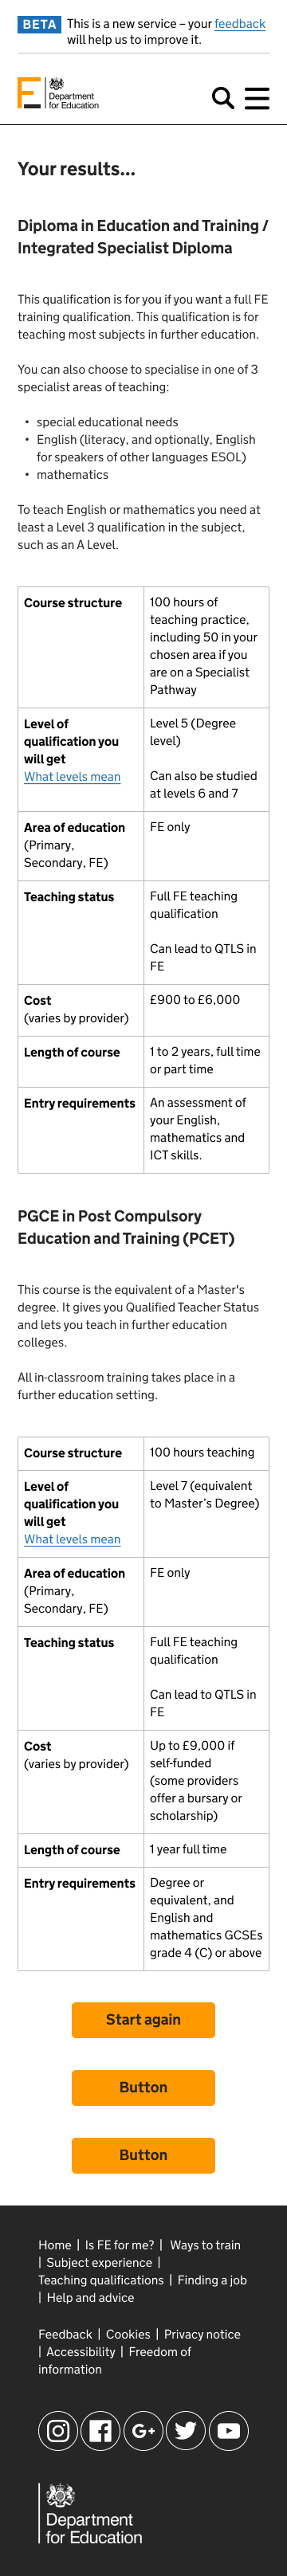 BETA This is a new service – your feedback
will help us to improve it.
Department
for Education
Your results...
Diploma in Education and Training /
Integrated Specialist Diploma
This qualification is for you if you want a full FE
training qualification. This qualification is for
teaching most subjects in further education.
You can also choose to specialise in one of 3
specialist areas of teaching:
• special educational needs
• English (literacy, and optionally, English
for speakers of other languages ESOL)
• mathematics
To teach English or mathematics you need at
least a Level 3 qualification in the subject,
such as an A Level.
Course structure
100 hours of
teaching practice,
including 50 in your
chosen area if you
are on a Specialist
Pathway
Level of
qualification you
will get
What levels mean
Level 5 (Degree
level)
Can also be studied
at levels 6 and 7
Area of education
(Primary,
Secondary, FE)
FE only
Teaching status
Full FE teaching
qualification
Can lead to QTLS in
FE
Cost
(varies by provider)
£900 to £6,000
Length of course
1 to 2 years, full time
or part time
Entry requirements
An assessment of
your English,
mathematics and
ICT skills.
PGCE in Post Compulsory
Education and Training (PCET)
This course is the equivalent of a Master's
degree. It gives you Qualified Teacher Status
and lets you teach in further education
colleges.
All in-classroom training takes place in a
further education setting.
Course structure
100 hours teaching
Level of
qualification you
will get
What levels mean
Level 7 (equivalent
to Master’s Degree)
Area of education
(Primary,
Secondary, FE)
FE only
Teaching status
Full FE teaching
qualification
Can lead to QTLS in
FE
Cost
(varies by provider)
Up to £9,000 if
self-funded
(some providers
offer a bursary or
scholarship)
Length of course
1 year full time
Entry requirements
Degree or
equivalent, and
English and
mathematics GCSEs
grade 4 (C) or above
Start again
Button
Button
Home | Is FE for me? | Ways to train
| Subject experience |
Teaching qualifications | Finding a job
| Help and advice
Feedback | Cookies | Privacy notice
| Accessibility | Freedom of
information
G+
Department
for Education